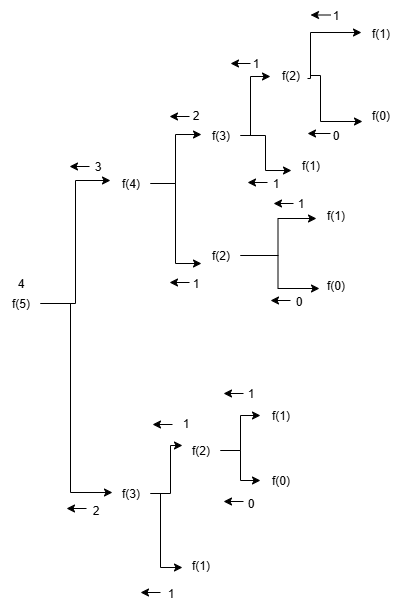 1
f(1)
1
f(2)
2
f(3)
f(0)
0
3
f(4)
f(1)
1
1
f(1)
f(2)
1
f(0)
0
4
f(5)
1
f(1)
1
f(2)
f(0)
0
f(3)
2
f(1)
1